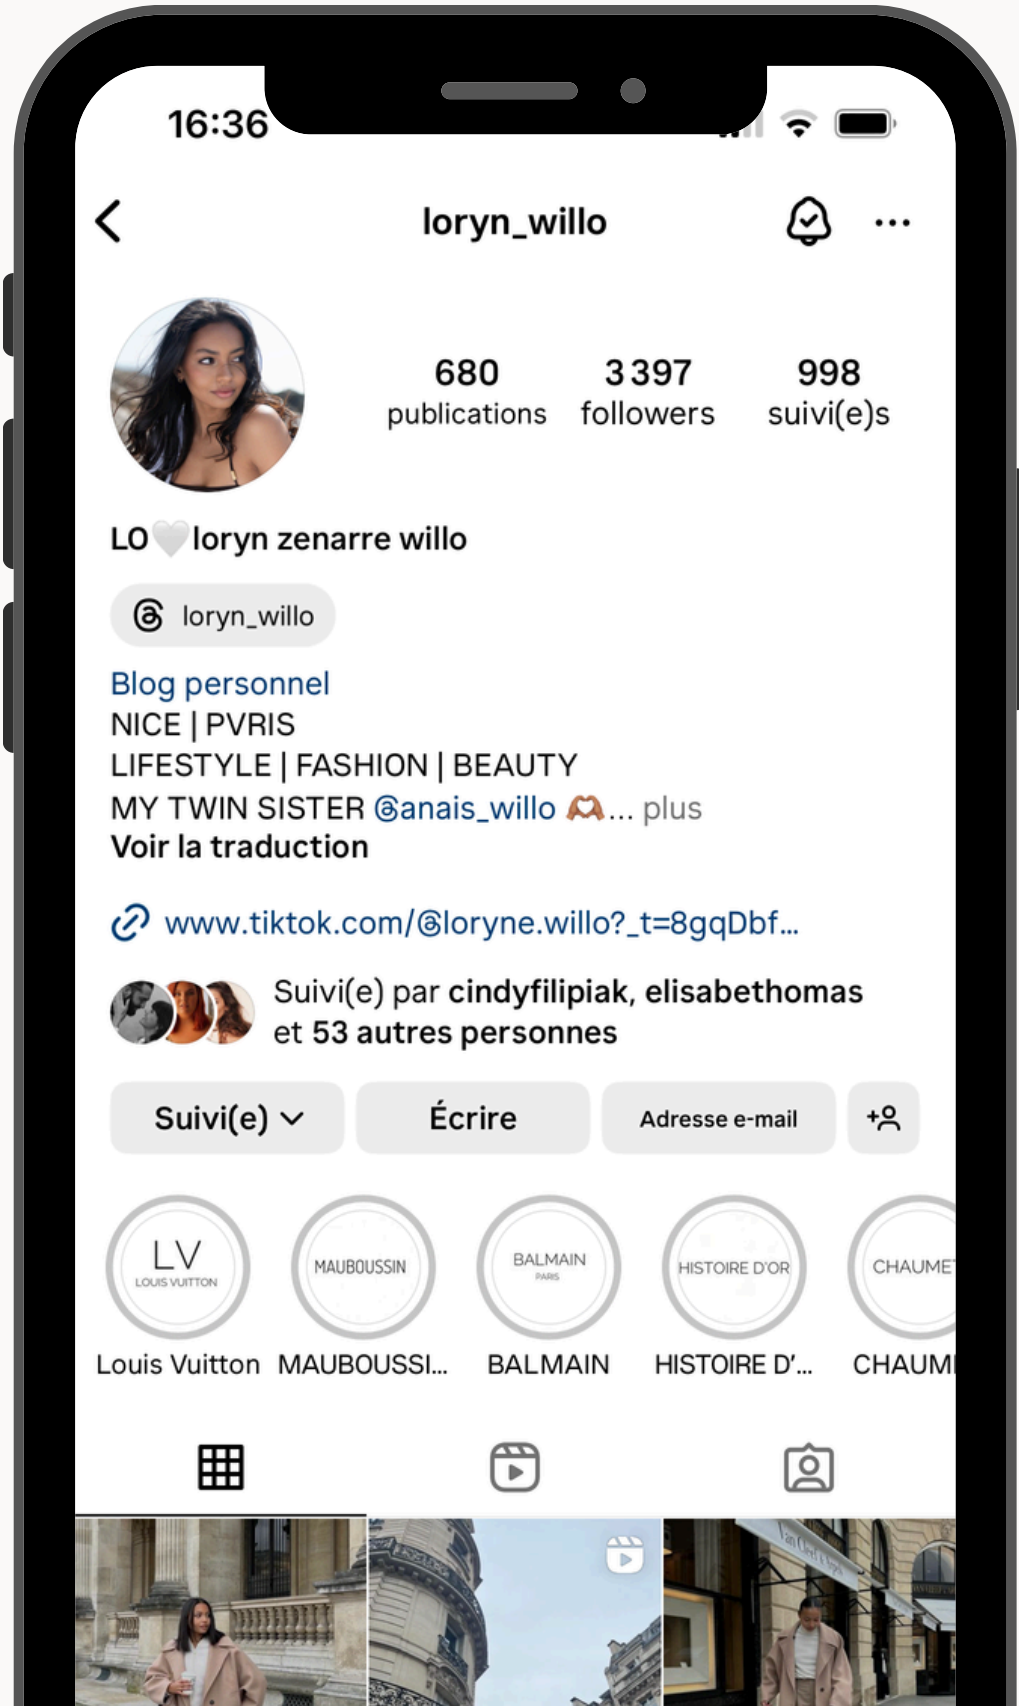 16:36
loryn_willo
680
publications
3 397
followers
998
suivi(e)s
LO🤍loryn zenarre willo
loryn_willo
Blog personnel
NICE | PVRIS
LIFESTYLE | FASHION | BEAUTY
MY TWIN SISTER @anais_willo 🫶🏽... plus
Voir la traduction
www.tiktok.com/@loryne.willo?_t=8gqDbf...
Suivi(e) par cindyfilipiak, elisabethomas
et 53 autres personnes
Suivi(e)
Écrire
Adresse e-mail
LV
LOUIS VUITTON
MAUBOUSSIN
BALMAIN
PARIS
HISTOIRE D'OR
CHAUMET
Louis Vuitton
MAUBOUSSI...
BALMAIN
HISTOIRE D'...
CHAUM
Van Cleef & Arpels